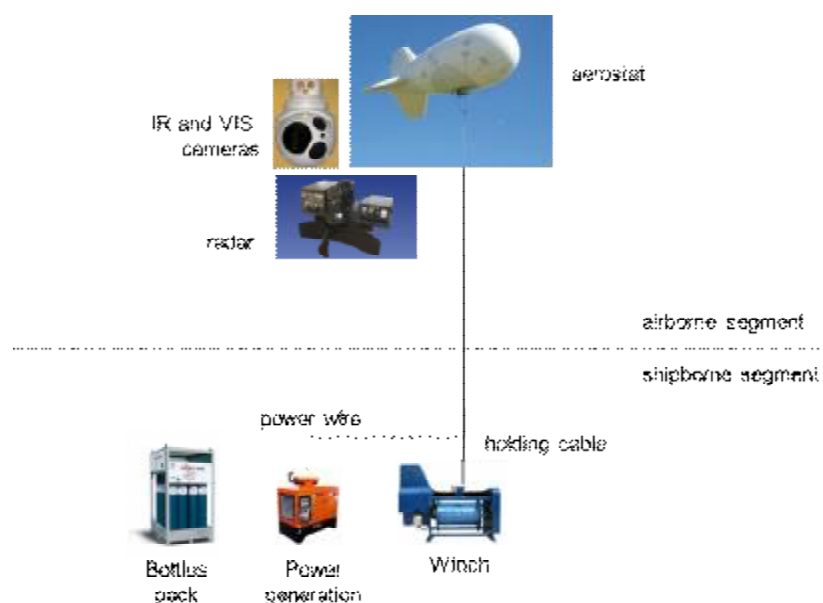 aerostat
IR and VIS
cameras
radar
airborne segment
shipborne segment
power wire
holding cable
Bottles
pack
Power
generation
Winch